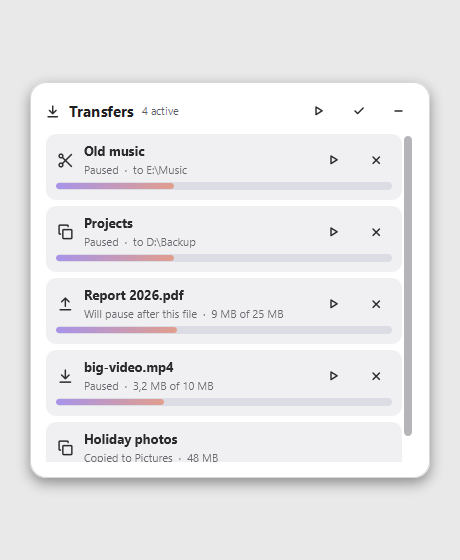 Transfers 4 active
Old music
Paused · to E:\Music
Projects
Paused · to D:\Backup
Report 2026.pdf
Will pause after this file · 9 MB of 25 MB
big-video.mp4
Paused · 3,2 MB of 10 MB
Holiday photos
Copied to Pictures · 48 MB